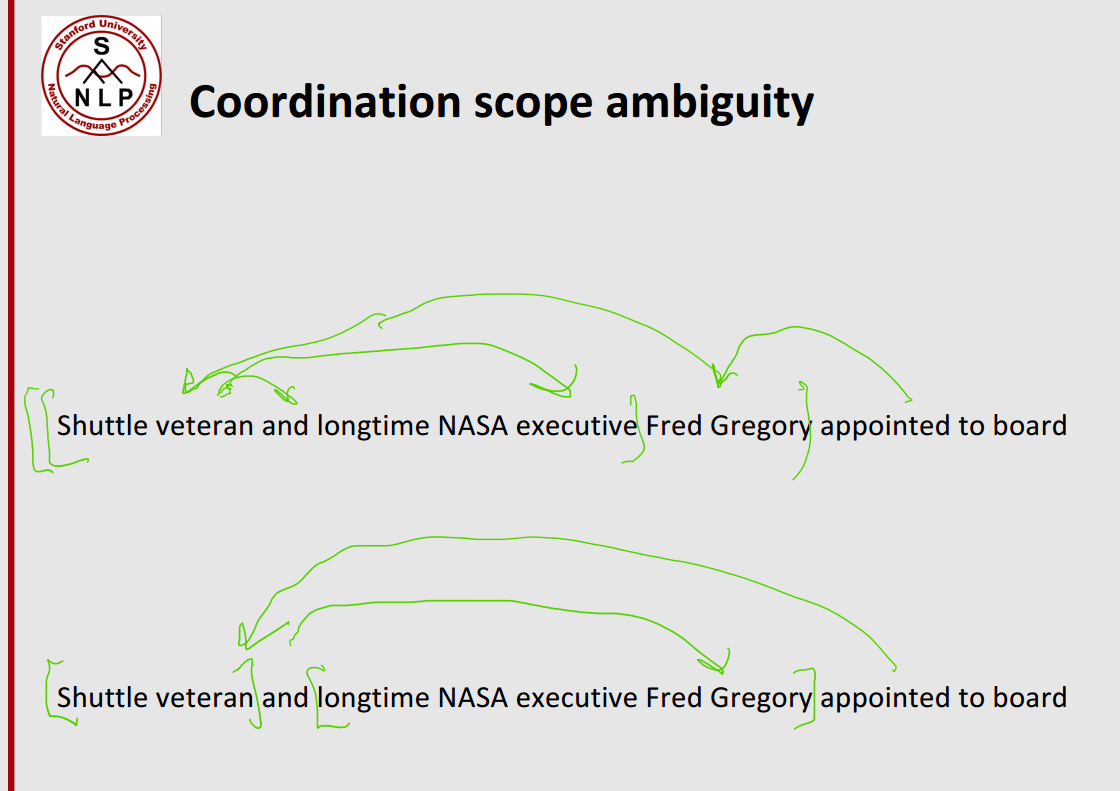 Stanford University
S
NLP
Natural Language Processing
Coordination scope ambiguity
Shuttle veteran and longtime NASA executive Fred Gregory appointed to board
Shuttle veteran and longtime NASA executive Fred Gregory appointed to board